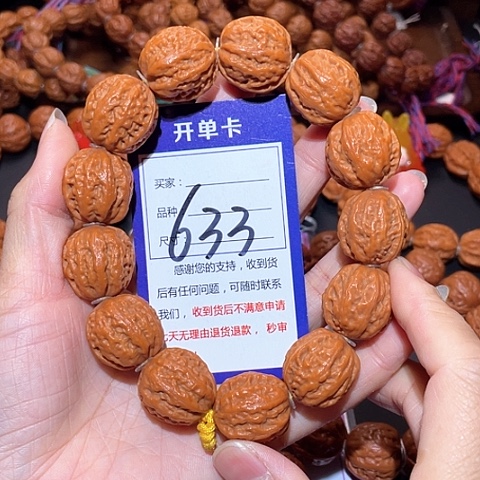 开单卡
买家：
品种
尺寸
633
感谢您的支持，收到货
后有任何问题，可随时联系
我们，收到货后不满意申请
七天无理由退货退款，秒审